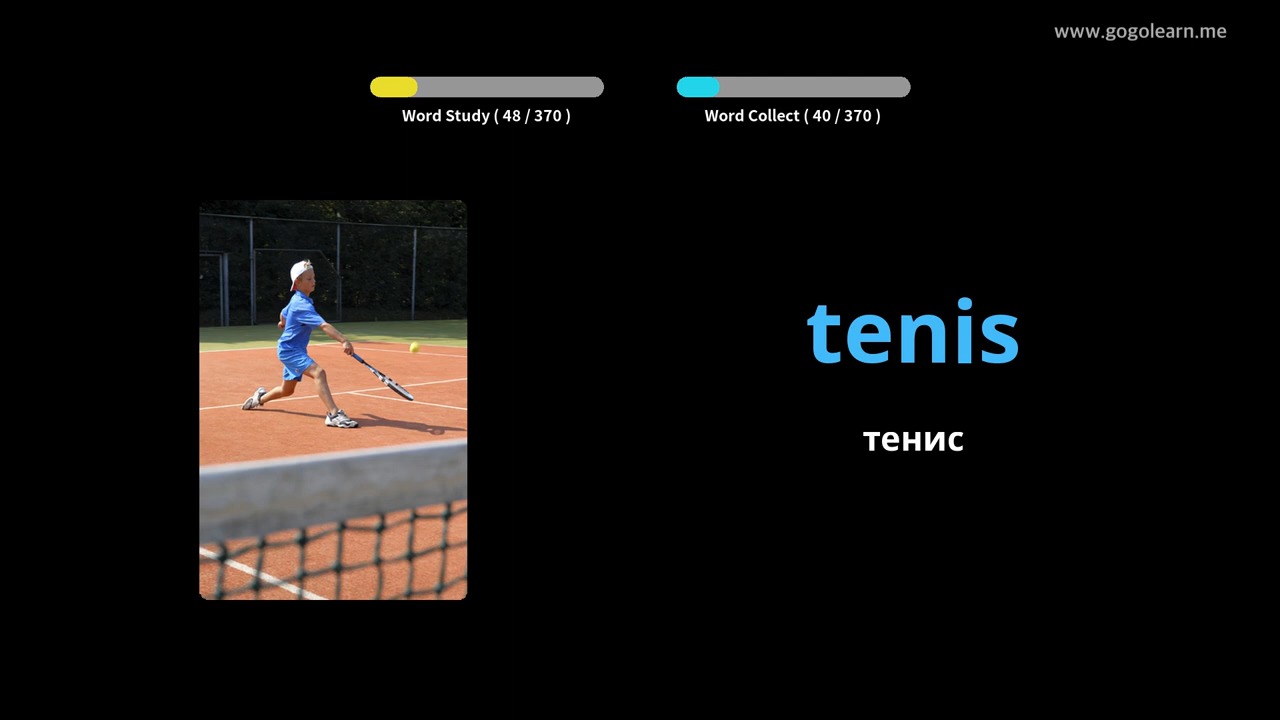 www.gogolearn.me
Word Study ( 48 / 370 )
Word Collect ( 40 / 370 )
tenis
тенис